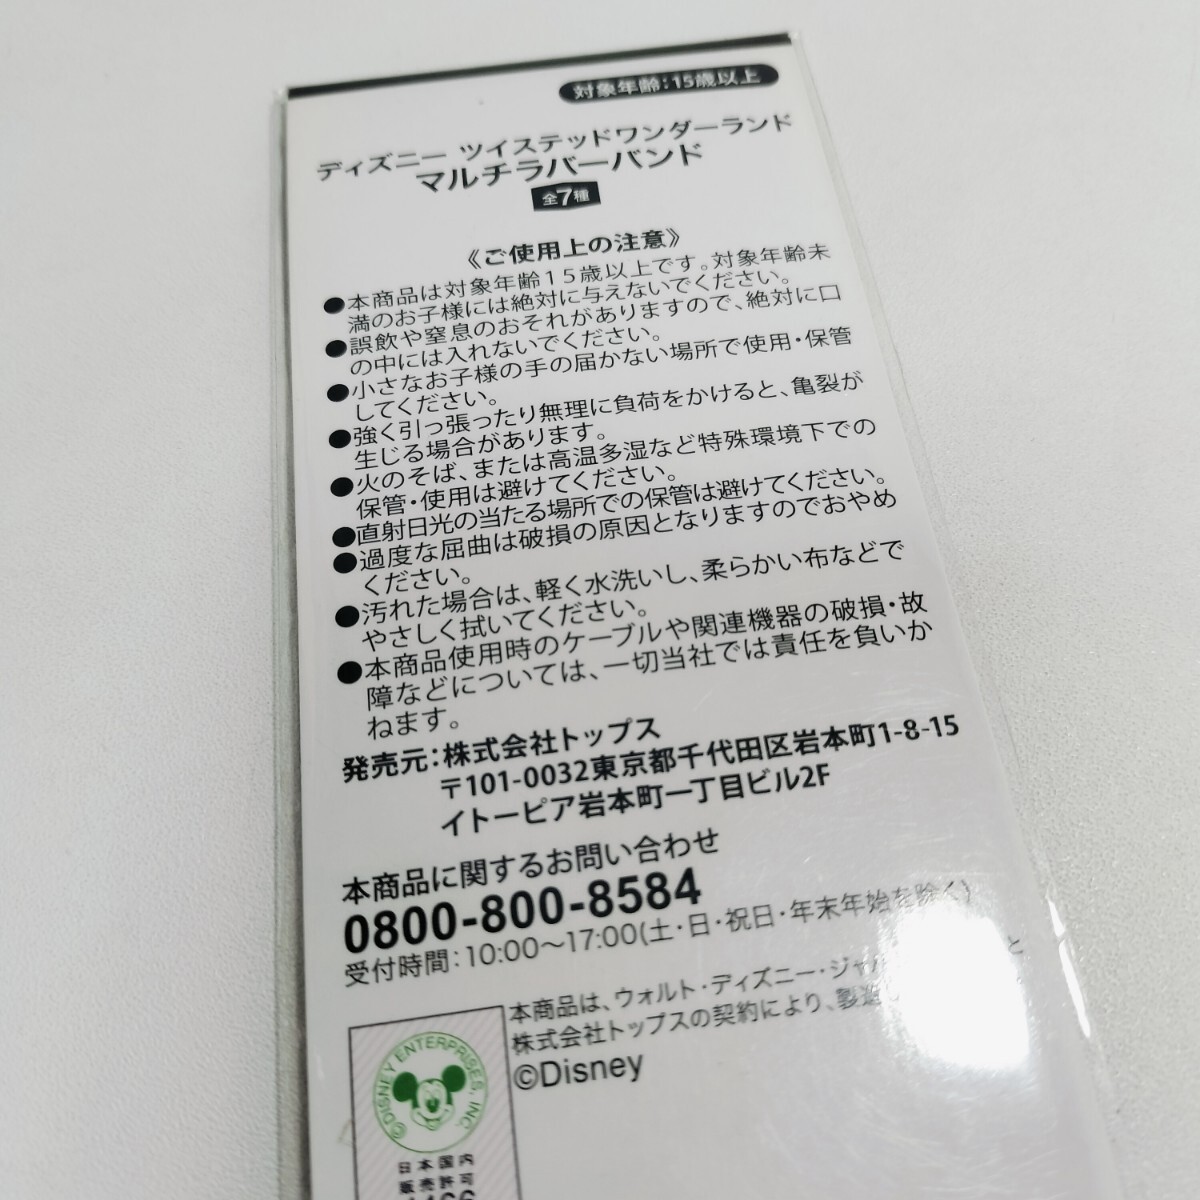 対象年齢:15歳以上
ディズニー ツイステッドワンダーランド
マルチラバーバンド
全7種
《ご使用上の注意》
●本商品は対象年齢15歳以上です。対象年齢未
満のお子様には絶対に与えないでください。
●誤飲や窒息のおそれがありますので、絶対に口
の中には入れないでください。
●小さなお子様の手の届かない場所で使用・保管
してください。
●強く引っ張ったり無理に負荷をかけると、亀裂が
生じる場合があります。
●火のそば、または高温多湿など特殊環境下での
保管・使用は避けてください。
●直射日光の当たる場所での保管は避けてください。
●過度な屈曲は破損の原因となりますのでおやめ
ください。
●汚れた場合は、軽く水洗いし、柔らかい布などで
やさしく拭いてください。
●本商品使用時のケーブルや関連機器の破損・故
障などについては、一切当社では責任を負いか
ねます。
発売元:株式会社トップス
〒101-0032東京都千代田区岩本町1-8-15
イトーピア岩本町一丁目ビル2F
本商品に関するお問い合わせ
0800-800-8584
受付時間:10:00〜17:00(土・日・祝日・年末年始を除く)
本商品は、ウォルト・ディズニー・ジャパ
株式会社トップスの契約により、製造
©Disney
©DISNEY ENTERPRISES, INC.
日本国内
販売許可